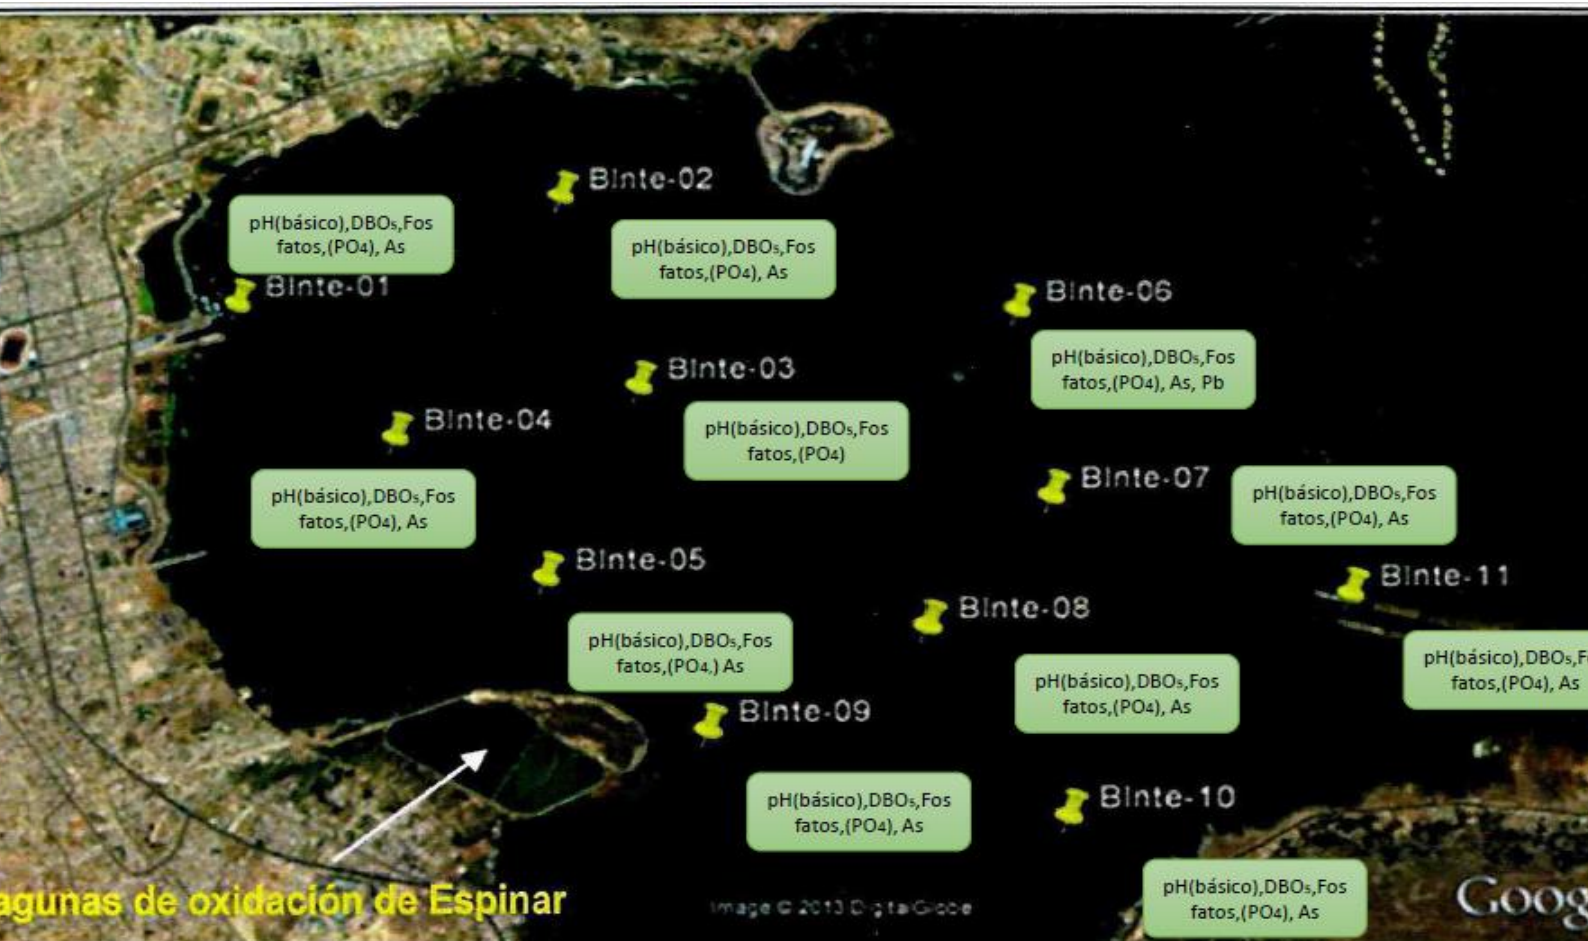 BInte-02
pH(básico),DBO₅,Fos
fatos,(PO₄), As
pH(básico),DBO₅,Fos
fatos,(PO₄), As
BInte-01
BInte-06
pH(básico),DBO₅,Fos
fatos,(PO₄), As, Pb
BInte-03
BInte-04
pH(básico),DBO₅,Fos
fatos,(PO₄)
BInte-07
pH(básico),DBO₅,Fos
fatos,(PO₄), As
pH(básico),DBO₅,Fos
fatos,(PO₄), As
BInte-05
BInte-11
BInte-08
pH(básico),DBO₅,Fos
fatos,(PO₄,) As
pH(básico),DBO₅,F
fatos,(PO₄), As
pH(básico),DBO₅,Fos
fatos,(PO₄), As
BInte-09
BInte-10
pH(básico),DBO₅,Fos
fatos,(PO₄), As
pH(básico),DBO₅,Fos
fatos,(PO₄), As
agunas de oxidación de Espinar
Image © 2013 DigitalGlobe
Goog